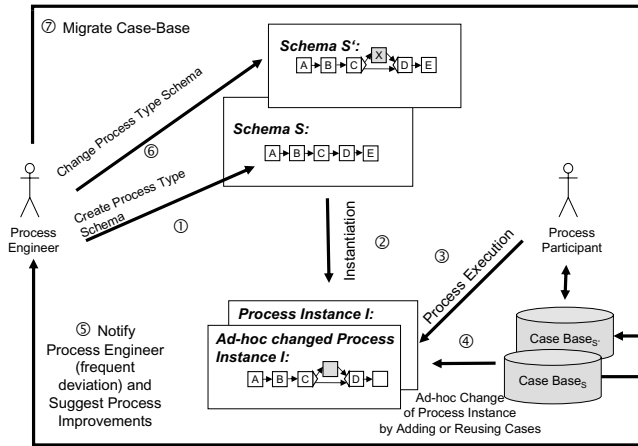 ⑦ Migrate Case-Base
Schema S‘:
A B C X D E
Change Process Type Schema
⑥
Schema S:
A B C D E
Create Process Type
Schema
①
Process
Engineer
Instantiation
②
③
Process Execution
Process
Participant
Process Instance I:
Ad-hoc changed Process
Instance I:
A B C D
④
Case Base S‘
Case Base S
Ad-hoc Change
of Process Instance
by Adding or Reusing Cases
⑤ Notify
Process Engineer
(frequent
deviation) and
Suggest Process
Improvements